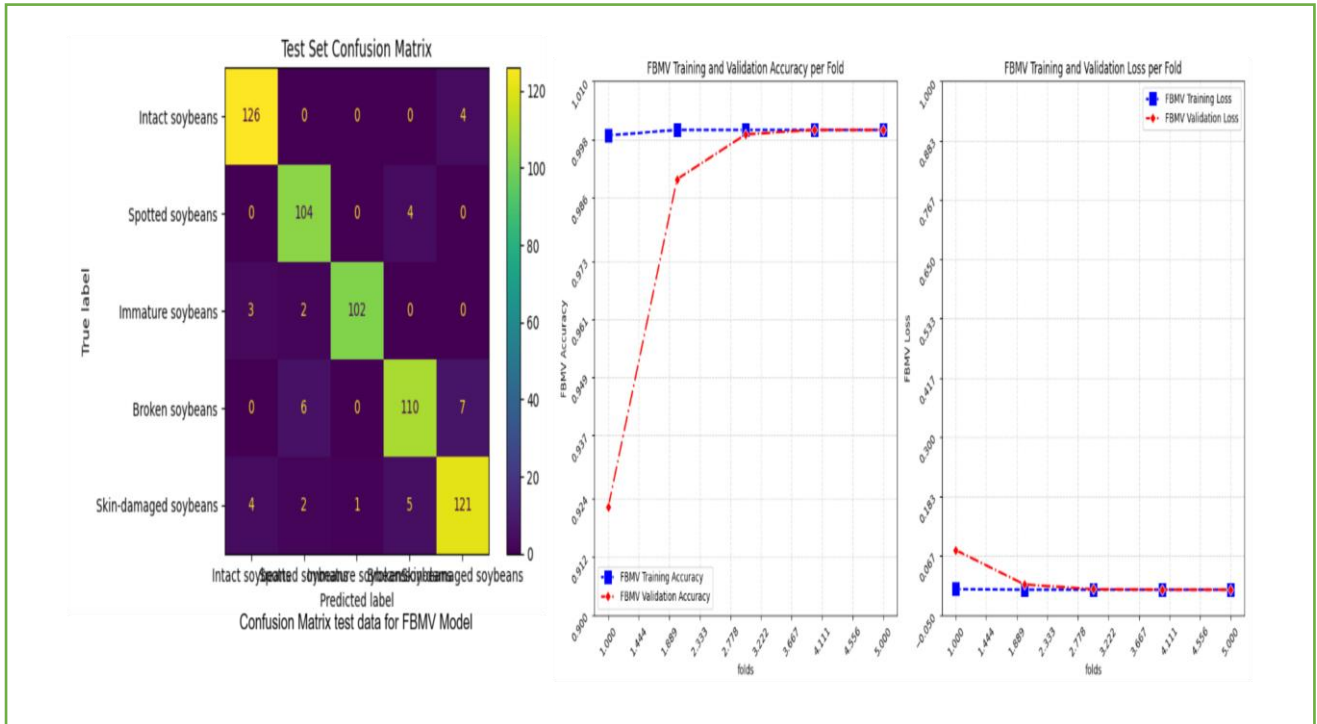 Test Set Confusion Matrix
True label
Intact soybeans
126 0 0 0 4
Spotted soybeans
0 104 0 4 0
Immature soybeans
3 2 102 0 0
Broken soybeans
0 6 0 110 7
Skin-damaged soybeans
4 2 1 5 121
120
100
80
60
40
20
0
Predicted label
Confusion Matrix test data for FBMV Model
FBMV Training and Validation Accuracy per Fold
FBMV Accuracy
1.010
0.998
0.986
0.973
0.961
0.949
0.937
0.924
0.912
0.900
FBMV Training Accuracy
FBMV Validation Accuracy
1.000 1.444 1.889 2.333 2.778 3.222 3.667 4.111 4.556 5.000
folds
FBMV Training and Validation Loss per Fold
FBMV Loss
1.000
0.883
0.767
0.650
0.533
0.417
0.300
0.183
0.067
−0.050
FBMV Training Loss
FBMV Validation Loss
1.000 1.444 1.889 2.333 2.778 3.222 3.667 4.111 4.556 5.000
folds